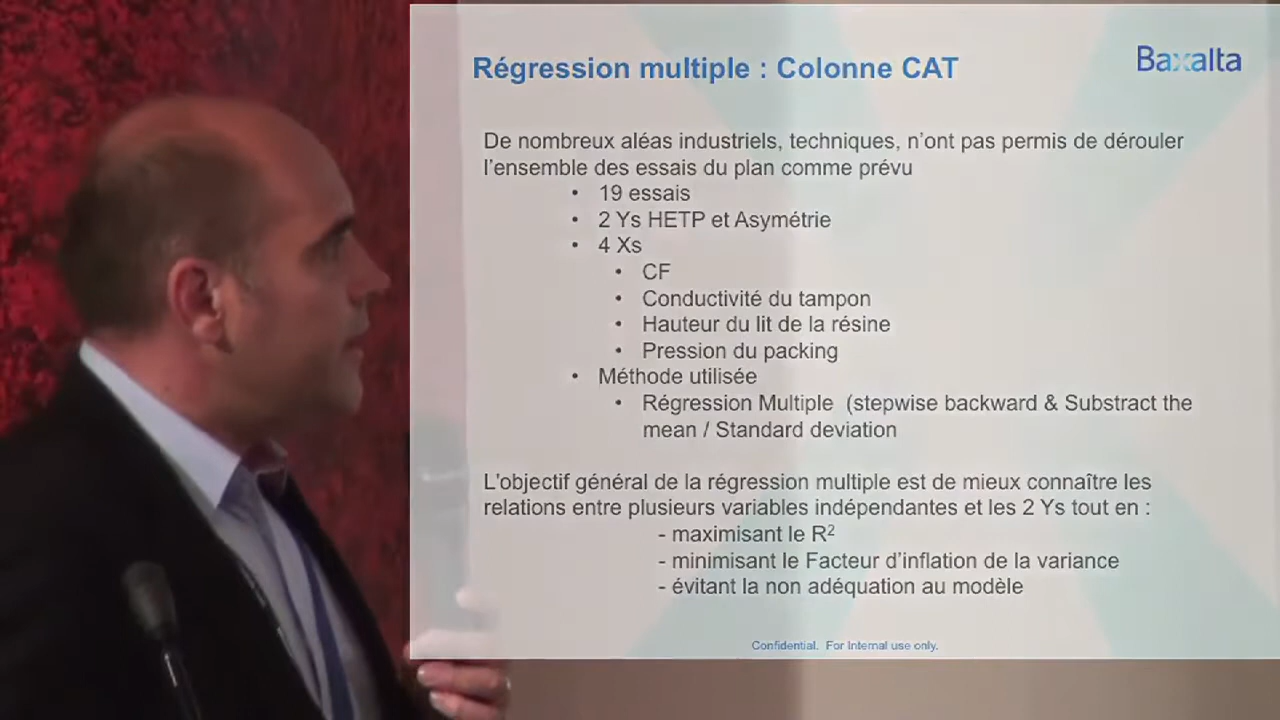 Régression multiple : Colonne CAT
Baxalta
De nombreux aléas industriels, techniques, n'ont pas permis de dérouler
l'ensemble des essais du plan comme prévu
• 19 essais
• 2 Ys HETP et Asymétrie
• 4 Xs
• CF
• Conductivité du tampon
• Hauteur du lit de la résine
• Pression du packing
• Méthode utilisée
• Régression Multiple (stepwise backward & Substract the
mean / Standard deviation
L'objectif général de la régression multiple est de mieux connaître les
relations entre plusieurs variables indépendantes et les 2 Ys tout en :
- maximisant le R²
- minimisant le Facteur d'inflation de la variance
- évitant la non adéquation au modèle
Confidential. For Internal use only.